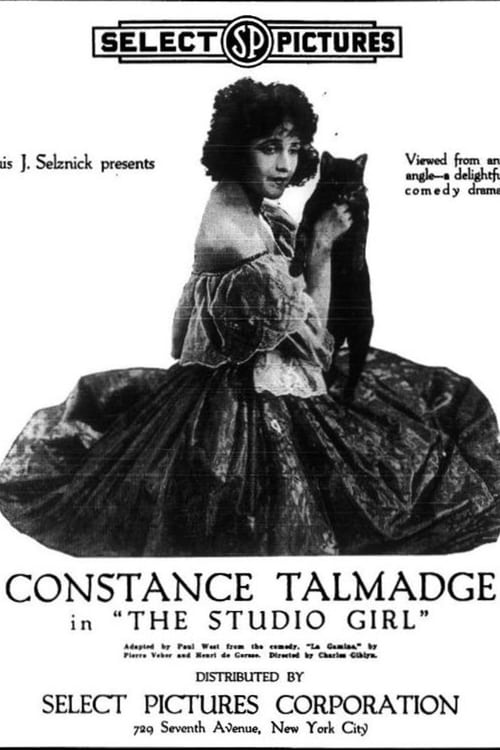 SELECT SP PICTURES
uis J. Selznick presents
Viewed from an
angle—a delightfu
comedy drama
CONSTANCE TALMADGE
in "THE STUDIO GIRL"
Adapted by Paul West from the comedy, "La Gamine," by
Pierre Veber and Henri de Gorsse. Directed by Charles Giblyn.
DISTRIBUTED BY
SELECT PICTURES CORPORATION
729 Seventh Avenue, New York City